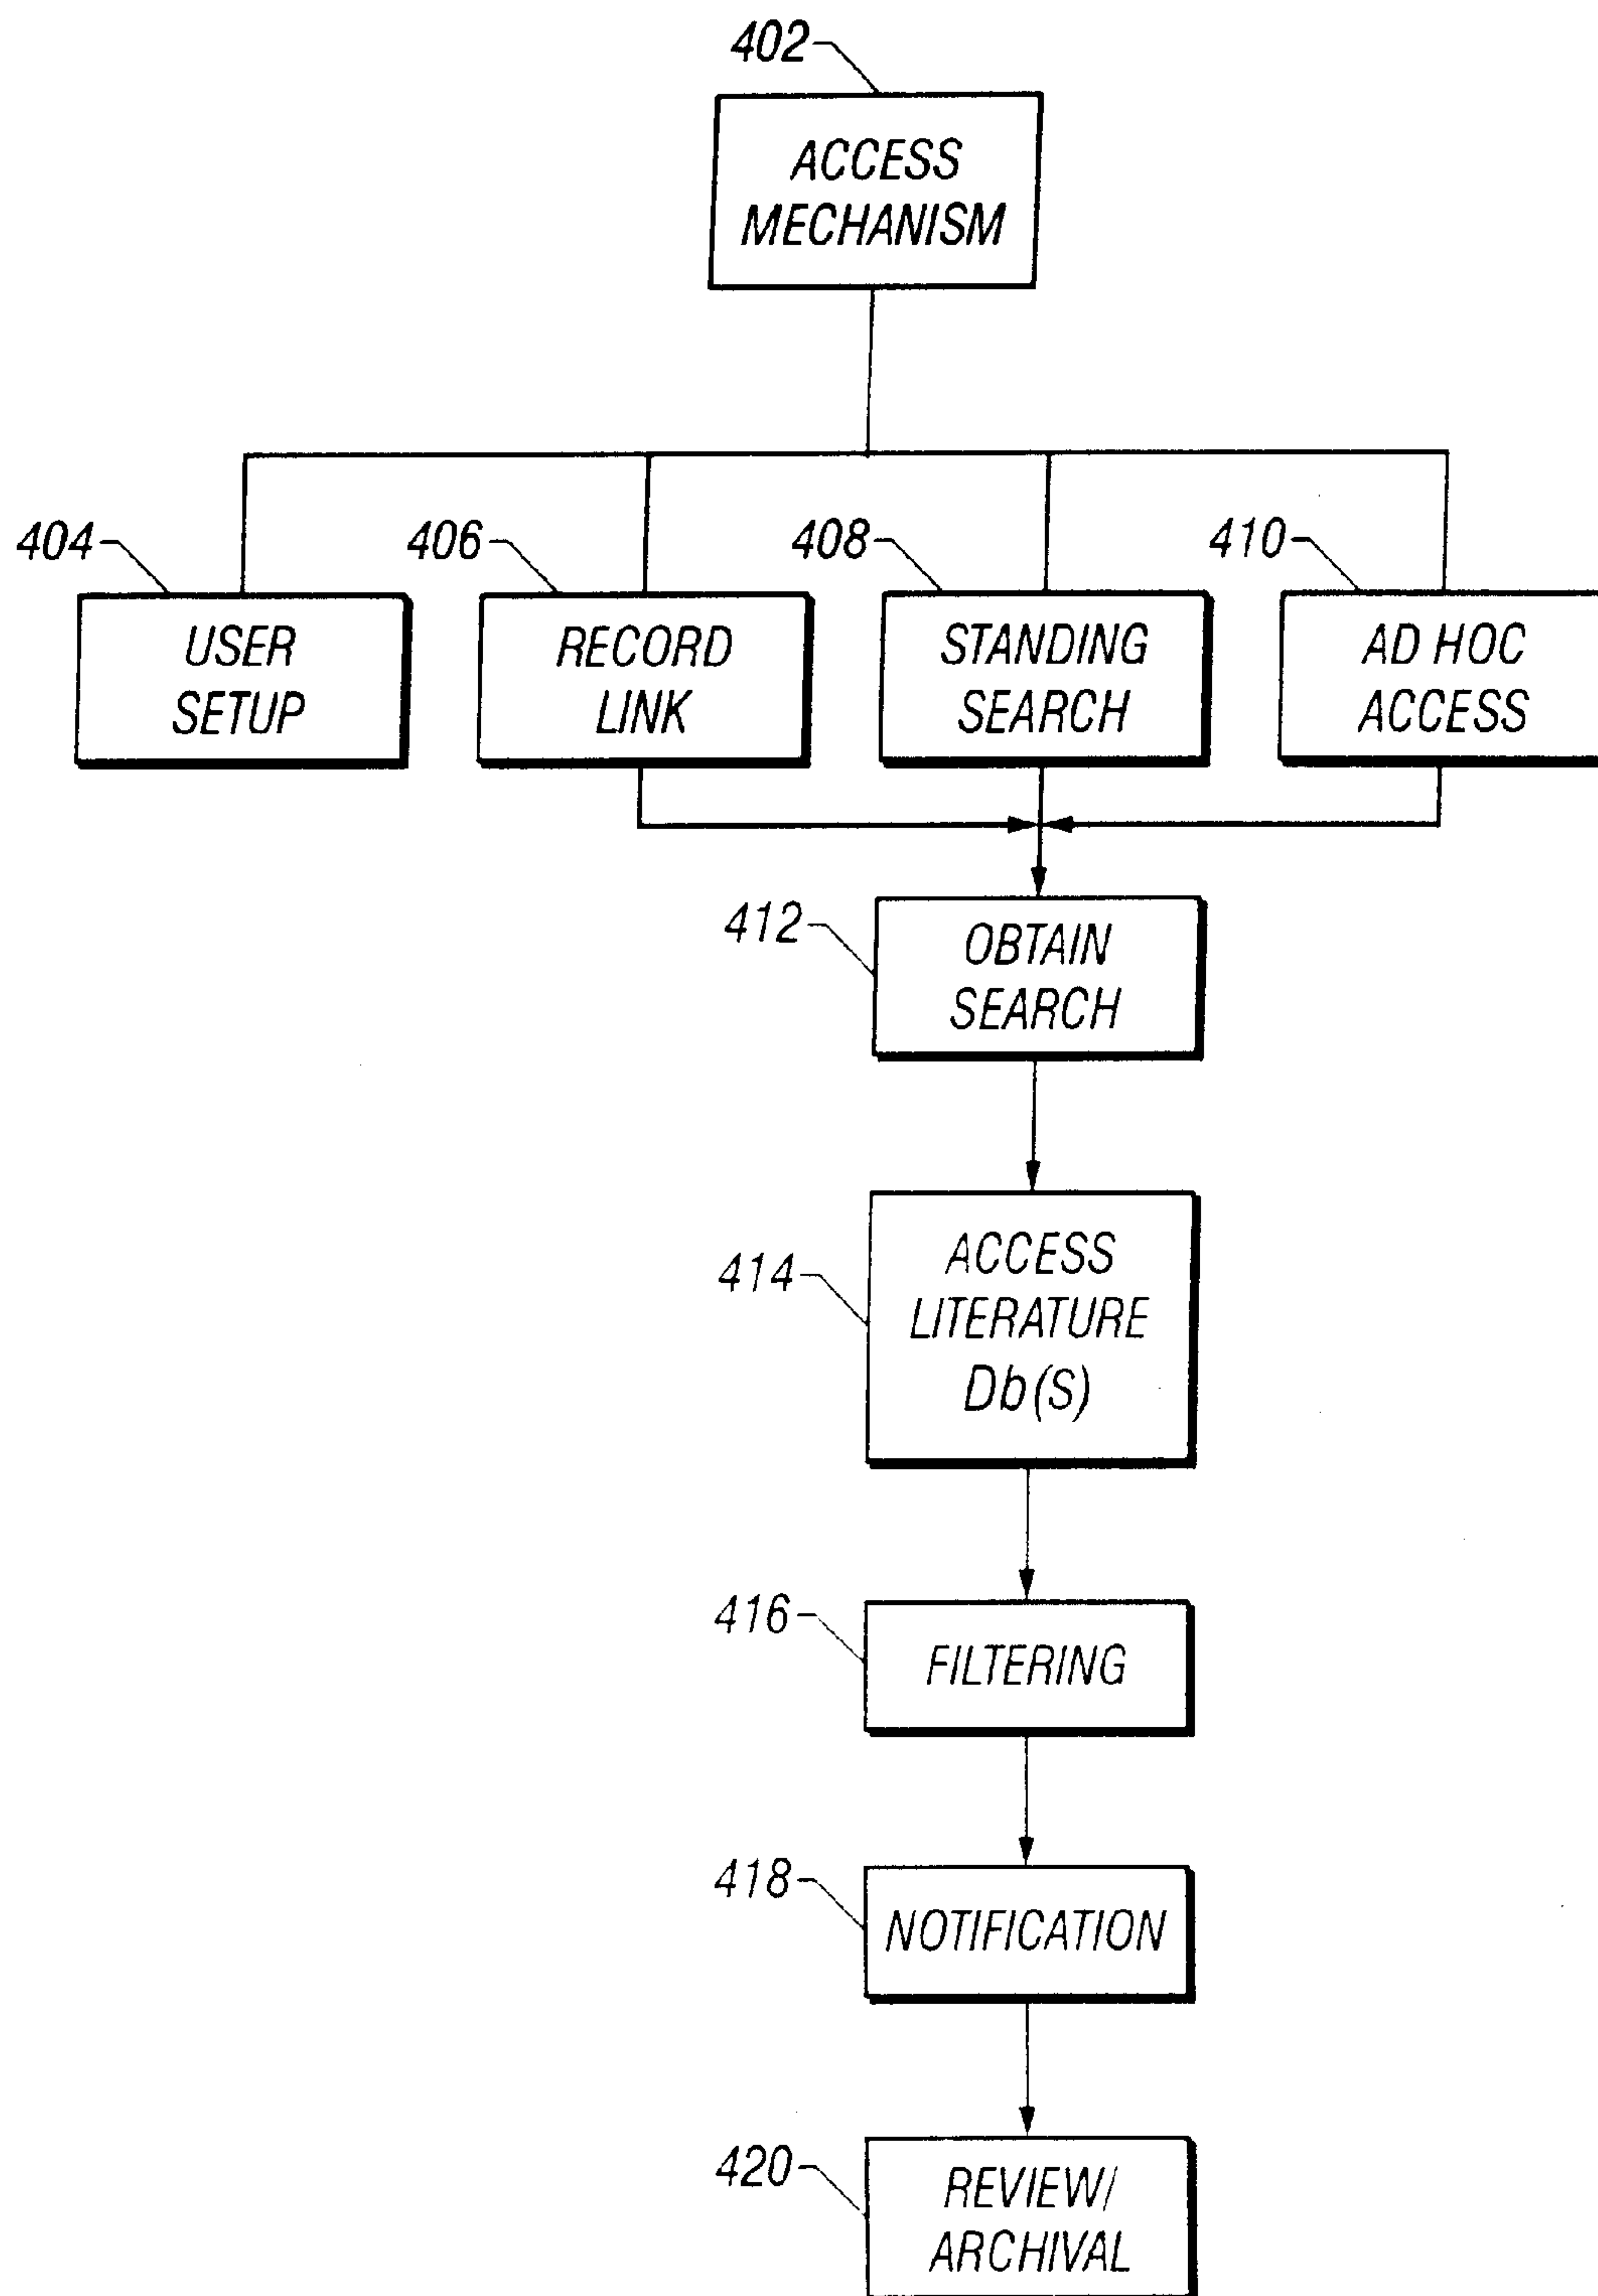 402
ACCESS
MECHANISM
404
406
408
410
USER
SETUP
RECORD
LINK
STANDING
SEARCH
AD HOC
ACCESS
412
OBTAIN
SEARCH
414
ACCESS
LITERATURE
Db(S)
416
FILTERING
418
NOTIFICATION
420
REVIEW/
ARCHIVAL